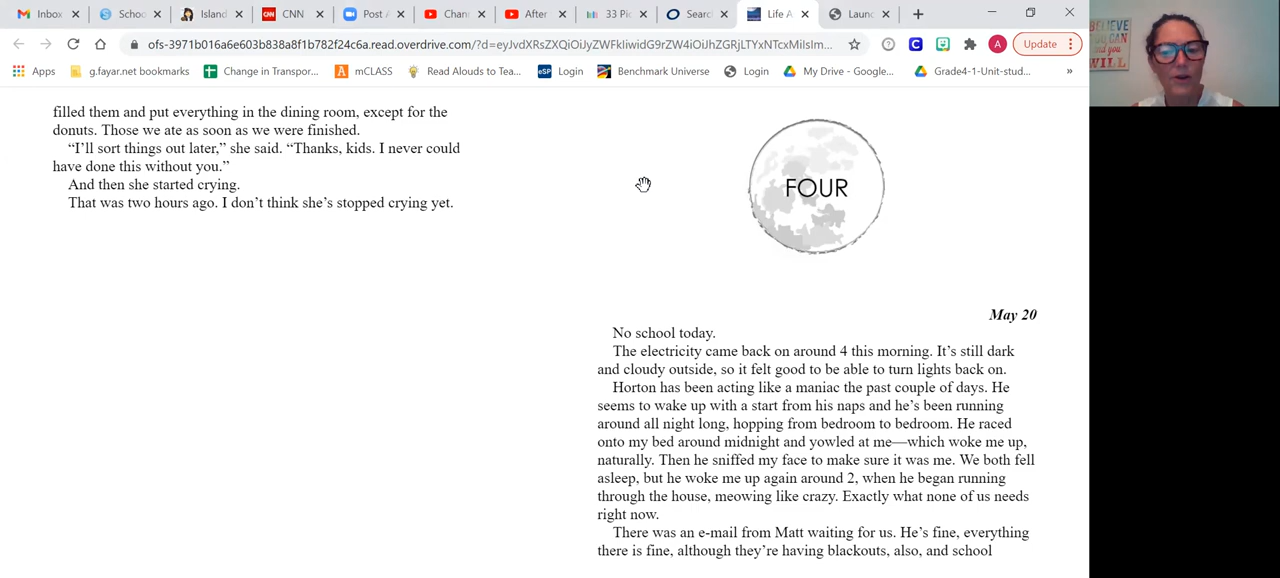 Inbox
Schoo
Island
CNN
Post A
Chann
After
33 Pic
Searc
Life A
Launc
ofs-3971b016a6e603b838a8f1b782f24c6a.read.overdrive.com/?d=eyJvdXRsZXQiOiJyZWFkIiwidG9rZW4iOiJhZGRjLTYxNTcxMiIsIm...
A
Update
Apps
g.fayar.net bookmarks
Change in Transpor...
mCLASS
Read Alouds to Tea...
eSP Login
Benchmark Universe
Login
My Drive - Google...
Grade4-1-Unit-stud...
»
BELIEVE
YOU CAN
and you
WILL
filled them and put everything in the dining room, except for the
donuts. Those we ate as soon as we were finished.
“I’ll sort things out later,” she said. “Thanks, kids. I never could
have done this without you.”
And then she started crying.
That was two hours ago. I don’t think she’s stopped crying yet.
FOUR
May 20
No school today.
The electricity came back on around 4 this morning. It’s still dark
and cloudy outside, so it felt good to be able to turn lights back on.
Horton has been acting like a maniac the past couple of days. He
seems to wake up with a start from his naps and he’s been running
around all night long, hopping from bedroom to bedroom. He raced
onto my bed around midnight and yowled at me—which woke me up,
naturally. Then he sniffed my face to make sure it was me. We both fell
asleep, but he woke me up again around 2, when he began running
through the house, meowing like crazy. Exactly what none of us needs
right now.
There was an e-mail from Matt waiting for us. He’s fine, everything
there is fine, although they’re having blackouts, also, and school